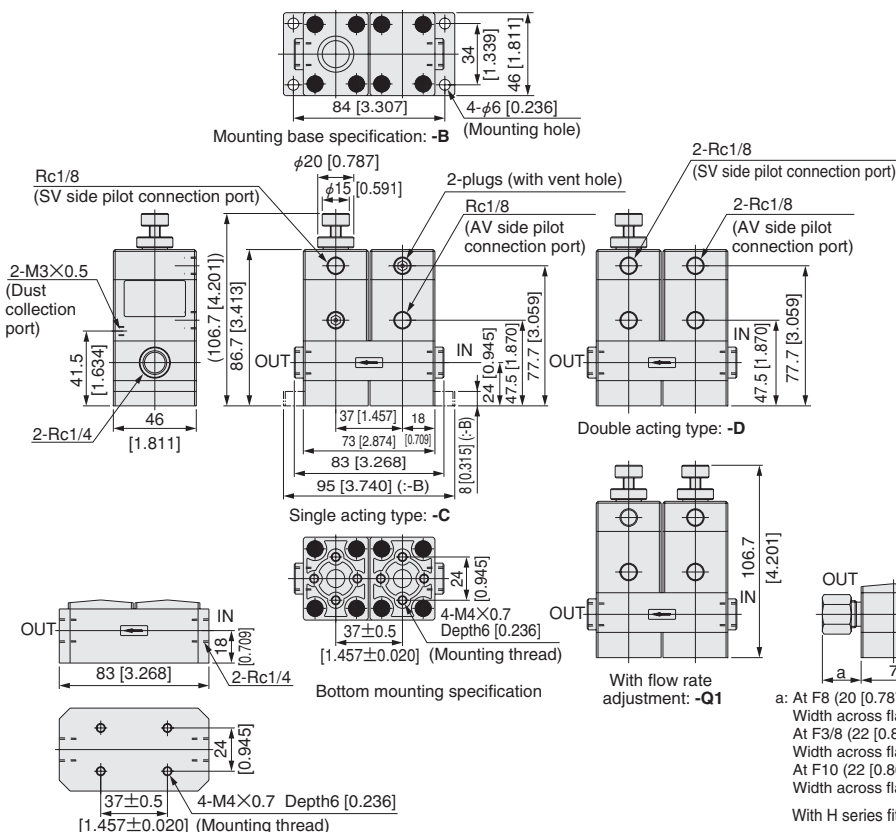 34
[1.339]
46 [1.811]
84 [3.307]
4-φ6 [0.236]
(Mounting hole)
Mounting base specification: -B
φ20 [0.787]
φ15 [0.591]
Rc1/8
(SV side pilot connection port)
2-plugs (with vent hole)
Rc1/8
(AV side pilot
connection port)
2-Rc1/8
(SV side pilot connection port)
2-Rc1/8
(AV side pilot
connection port)
2-M3×0.5
(Dust
collection
port)
41.5
[1.634]
2-Rc1/4
46
[1.811]
(106.7 [4.201])
86.7 [3.413]
OUT
IN
24 [0.945]
47.5 [1.870]
77.7 [3.059]
37 [1.457]
18
[0.709]
73 [2.874]
83 [3.268]
95 [3.740] (:-B)
8 [0.315] (:-B)
Single acting type: -C
OUT
IN
47.5 [1.870]
77.7 [3.059]
Double acting type: -D
24
[0.945]
4-M4×0.7
Depth6 [0.236]
(Mounting thread)
37±0.5
[1.457±0.020]
Bottom mounting specification
OUT
IN
106.7
[4.201]
With flow rate
adjustment: -Q1
OUT
IN
18
[0.709]
83 [3.268]
2-Rc1/4
24
[0.945]
37±0.5
[1.457±0.020]
4-M4×0.7 Depth6 [0.236]
(Mounting thread)
OUT
a
7
a: At F8 (20 [0.78
Width across fla
At F3/8 (22 [0.8
Width across fla
At F10 (22 [0.8
Width across fla
With H series fi